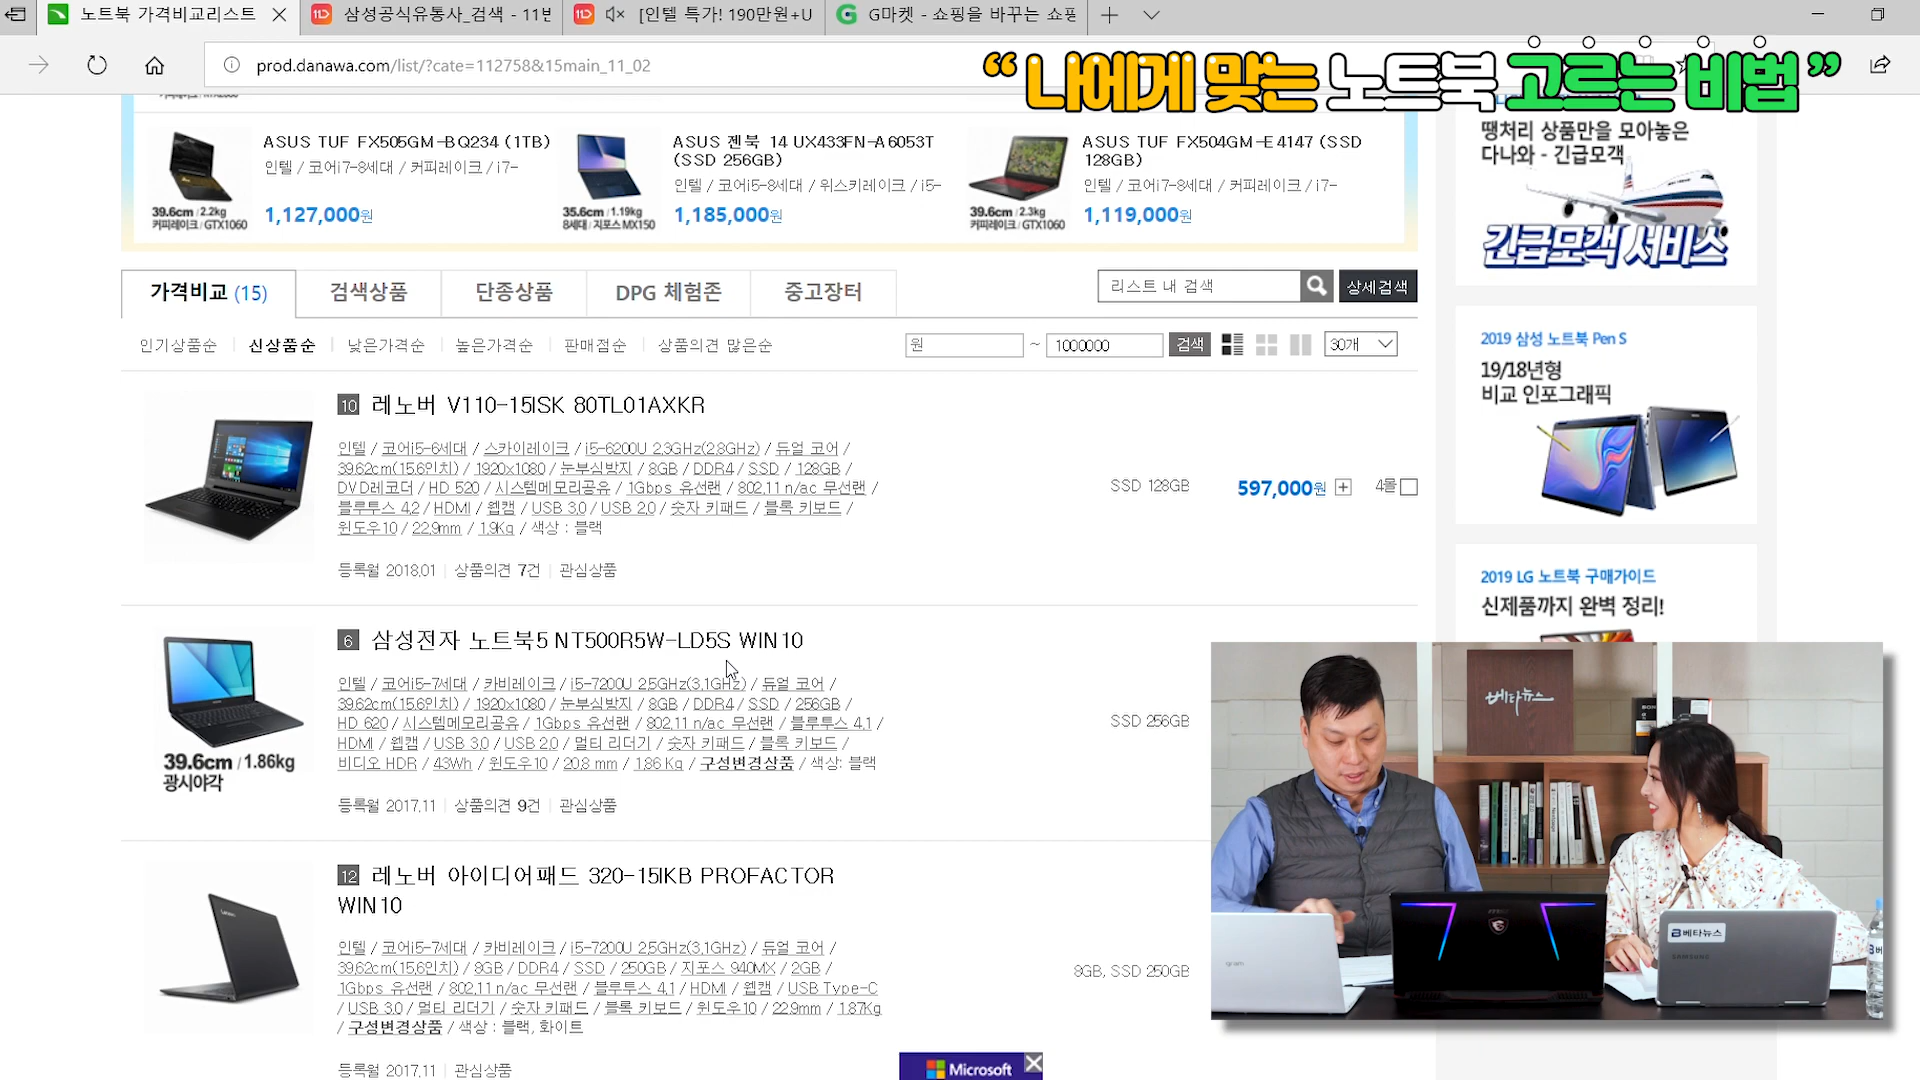 노트북 가격비교리스트
삼성공식유통사_검색 - 11번
[인텔 특가! 190만원+U
G마켓 - 쇼핑을 바꾸는 쇼핑
prod.danawa.com/list/?cate=112758&15main_11_02
“나에게 맞는 노트북 고르는 비법”
ASUS TUF FX505GM-BQ234 (1TB)
인텔 / 코어i7-8세대 / 커피레이크 / i7-
1,127,000원
39.6cm / 2.2kg
커피레이크 / GTX1060
ASUS 젠북 14 UX433FN-A6053T
(SSD 256GB)
인텔 / 코어i5-8세대 / 위스키레이크 / i5-
1,185,000원
35.6cm / 1.19kg
8세대 / 지포스 MX150
ASUS TUF FX504GM-E4147 (SSD
128GB)
인텔 / 코어i7-8세대 / 커피레이크 / i7-
1,119,000원
39.6cm / 2.3kg
커피레이크 / GTX1060
땡처리 상품만을 모아놓은
다나와 - 긴급모객
긴급모객 서비스
가격비교 (15)
검색상품
단종상품
DPG 체험존
중고장터
리스트 내 검색
상세검색
인기상품순
신상품순
낮은가격순
높은가격순
판매점순
상품의견 많은순
원
~
1000000
검색
30개
10 레노버 V110-15ISK 80TL01AXKR
인텔 / 코어i5-6세대 / 스카이레이크 / i5-6200U 2.3GHz(2.8GHz) / 듀얼 코어 /
39.62cm(15.6인치) / 1920x1080 / 눈부심방지 / 8GB / DDR4 / SSD / 128GB /
DVD레코더 / HD 520 / 시스템메모리공유 / 1Gbps 유선랜 / 802.11 n/ac 무선랜 /
블루투스 4.2 / HDMI / 웹캠 / USB 3.0 / USB 2.0 / 숫자 키패드 / 블록 키보드 /
윈도우10 / 22.9mm / 1.9Kg / 색상 : 블랙
등록월 2018.01
상품의견 7건
관심상품
SSD 128GB
597,000원
4몰
6 삼성전자 노트북5 NT500R5W-LD5S WIN10
인텔 / 코어i5-7세대 / 카비레이크 / i5-7200U 2.5GHz(3.1GHz) / 듀얼 코어 /
39.62cm(15.6인치) / 1920x1080 / 눈부심방지 / 8GB / DDR4 / SSD / 256GB /
HD 620 / 시스템메모리공유 / 1Gbps 유선랜 / 802.11 n/ac 무선랜 / 블루투스 4.1 /
HDMI / 웹캠 / USB 3.0 / USB 2.0 / 멀티 리더기 / 숫자 키패드 / 블록 키보드 /
비디오 HDR / 43Wh / 윈도우10 / 20.8 mm / 1.86 Kg / 구성변경상품 / 색상: 블랙
등록월 2017.11
상품의견 9건
관심상품
39.6cm / 1.86kg
광시야각
SSD 256GB
12 레노버 아이디어패드 320-15IKB PROFACTOR
WIN10
인텔 / 코어i5-7세대 / 카비레이크 / i5-7200U 2.5GHz(3.1GHz) / 듀얼 코어 /
39.62cm(15.6인치) / 8GB / DDR4 / SSD / 250GB / 지포스 940MX / 2GB /
1Gbps 유선랜 / 802.11 n/ac 무선랜 / 블루투스 4.1 / HDMI / 웹캠 / USB Type-C
/ USB 3.0 / 멀티 리더기 / 숫자 키패드 / 블록 키보드 / 윈도우10 / 22.9mm / 1.87Kg
/ 구성변경상품 / 색상 : 블랙, 화이트
등록월 2017.11
관심상품
8GB, SSD 250GB
2019 삼성 노트북 Pen S
19/18년형
비교 인포그래픽
2019 LG 노트북 구매가이드
신제품까지 완벽 정리!
베타뉴스
gram
베타뉴스
SAMSUNG
Microsoft